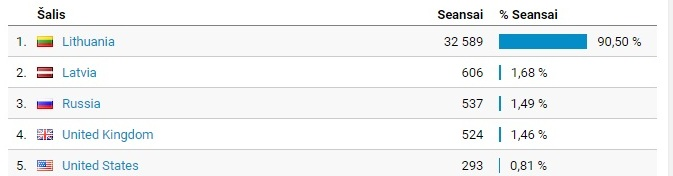 Šalis Seansai % Seansai
1. Lithuania 32 589 90,50 %
2. Latvia 606 1,68 %
3. Russia 537 1,49 %
4. United Kingdom 524 1,46 %
5. United States 293 0,81 %